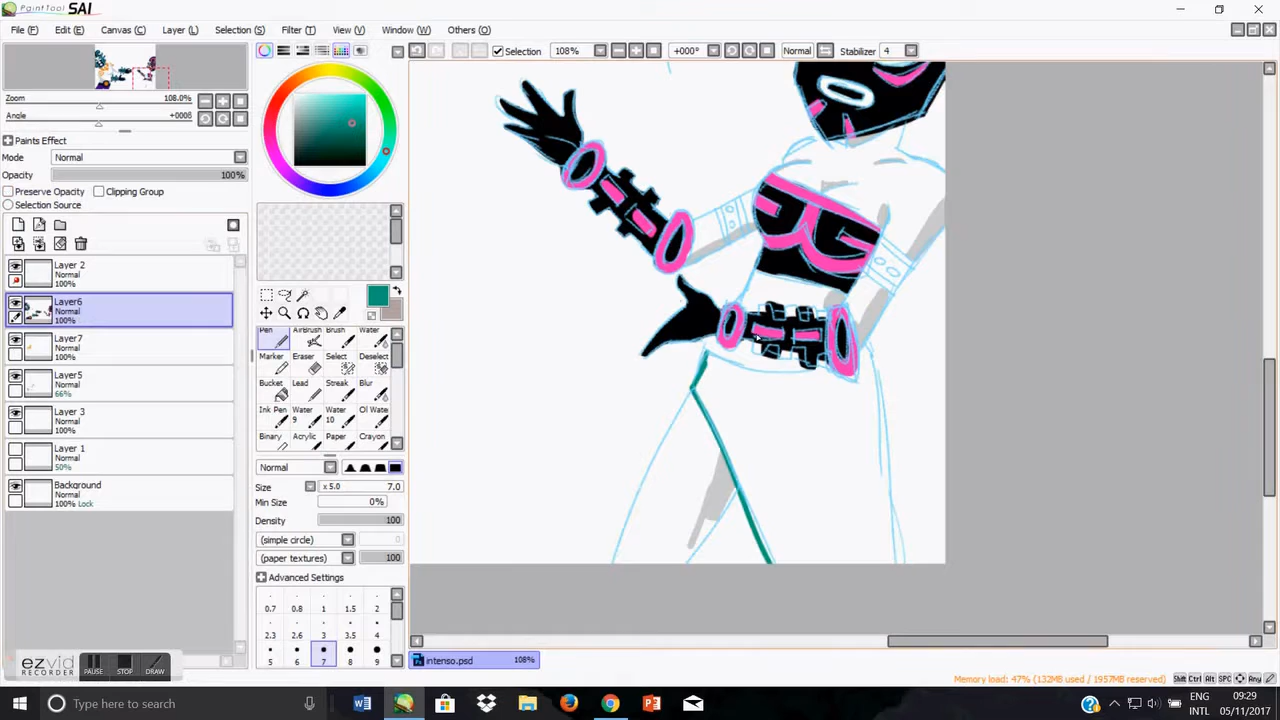 PaintTool SAI
File (F) Edit (E) Canvas (C) Layer (L) Selection (S) Filter (T) View (V) Window (W) Others (O)
Selection 108% +000° Normal Stabilizer 4
Zoom 108.0%
Angle +000θ
Paints Effect
Mode Normal
Opacity 100%
Preserve Opacity Clipping Group
Selection Source
Layer 2
Normal
100%
Layer6
Normal
100%
Layer7
Normal
100%
Layer5
Normal
66%
Layer 3
Normal
100%
Layer 1
Normal
50%
Background
Normal
100% Lock
Pen AirBrush Brush Water
Marker Eraser Select Deselect
Bucket Lead Streak Blur
Ink Pen Water 9 Water 10 Oil Water
Binary Acrylic Paper Crayon
Normal
Size x 5.0 7.0
Min Size 0%
Density 100
(simple circle) 0
(paper textures) 100
Advanced Settings
0.7 0.8 1 1.5 2
2.3 2.6 3 3.5 4
5 6 7 8 9
ezvid
RECORDER
PAUSE STOP DRAW
intenso.psd 108%
Memory load: 47% (132MB used / 1957MB reserved)
Shift Ctrl Alt SPC Any
Type here to search
ENG
INTL
09:29
05/11/2017